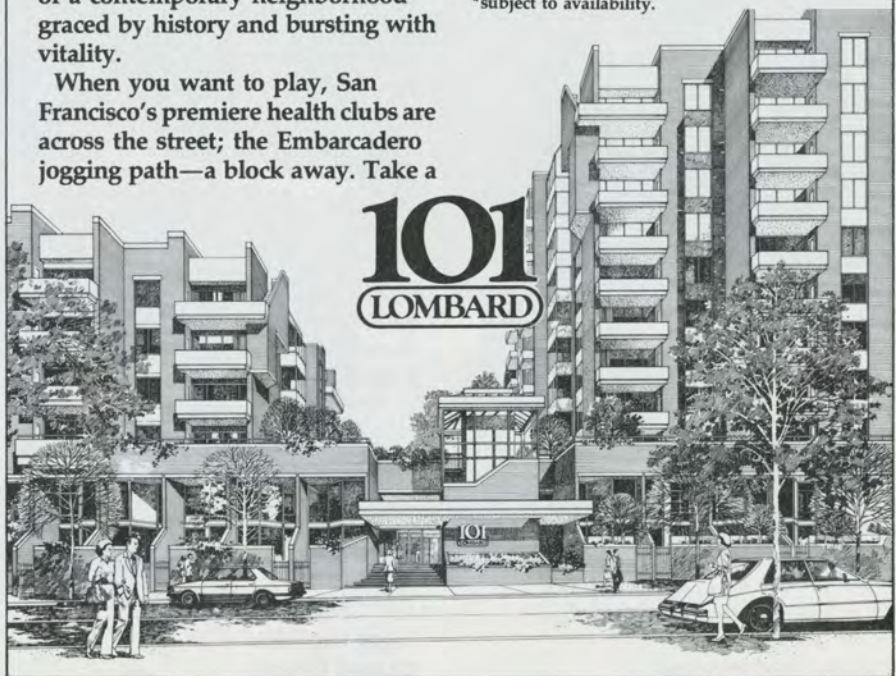 of a contemporary neighborhood
graced by history and bursting with
vitality.
When you want to play, San
Francisco's premiere health clubs are
across the street; the Embarcadero
jogging path—a block away. Take a
*subject to availability.
101
LOMBARD
101